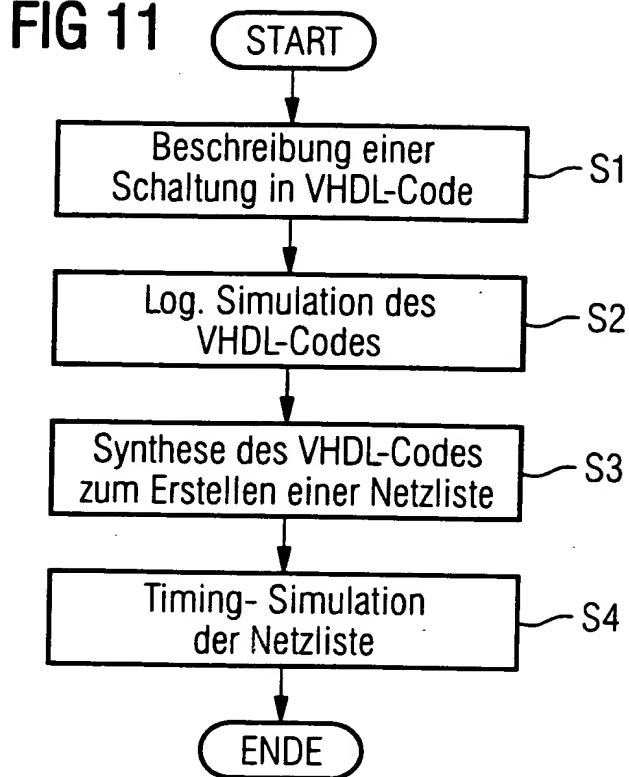 FIG 11
START
Beschreibung einer
Schaltung in VHDL-Code
S1
Log. Simulation des
VHDL-Codes
S2
Synthese des VHDL-Codes
zum Erstellen einer Netzliste
S3
Timing- Simulation
der Netzliste
S4
ENDE